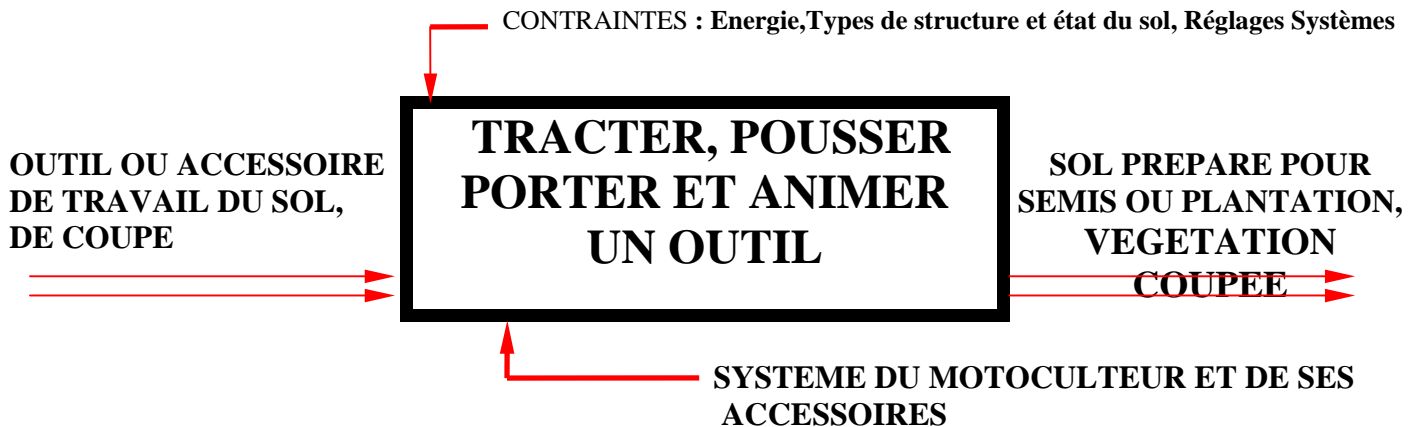 CONTRAINTES : Energie,Types de structure et état du sol, Réglages Systèmes
OUTIL OU ACCESSOIRE
DE TRAVAIL DU SOL,
DE COUPE
TRACTER, POUSSER
PORTER ET ANIMER
UN OUTIL
SOL PREPARE POUR
SEMIS OU PLANTATION,
VEGETATION
COUPEE
SYSTEME DU MOTOCULTEUR ET DE SES
ACCESSOIRES